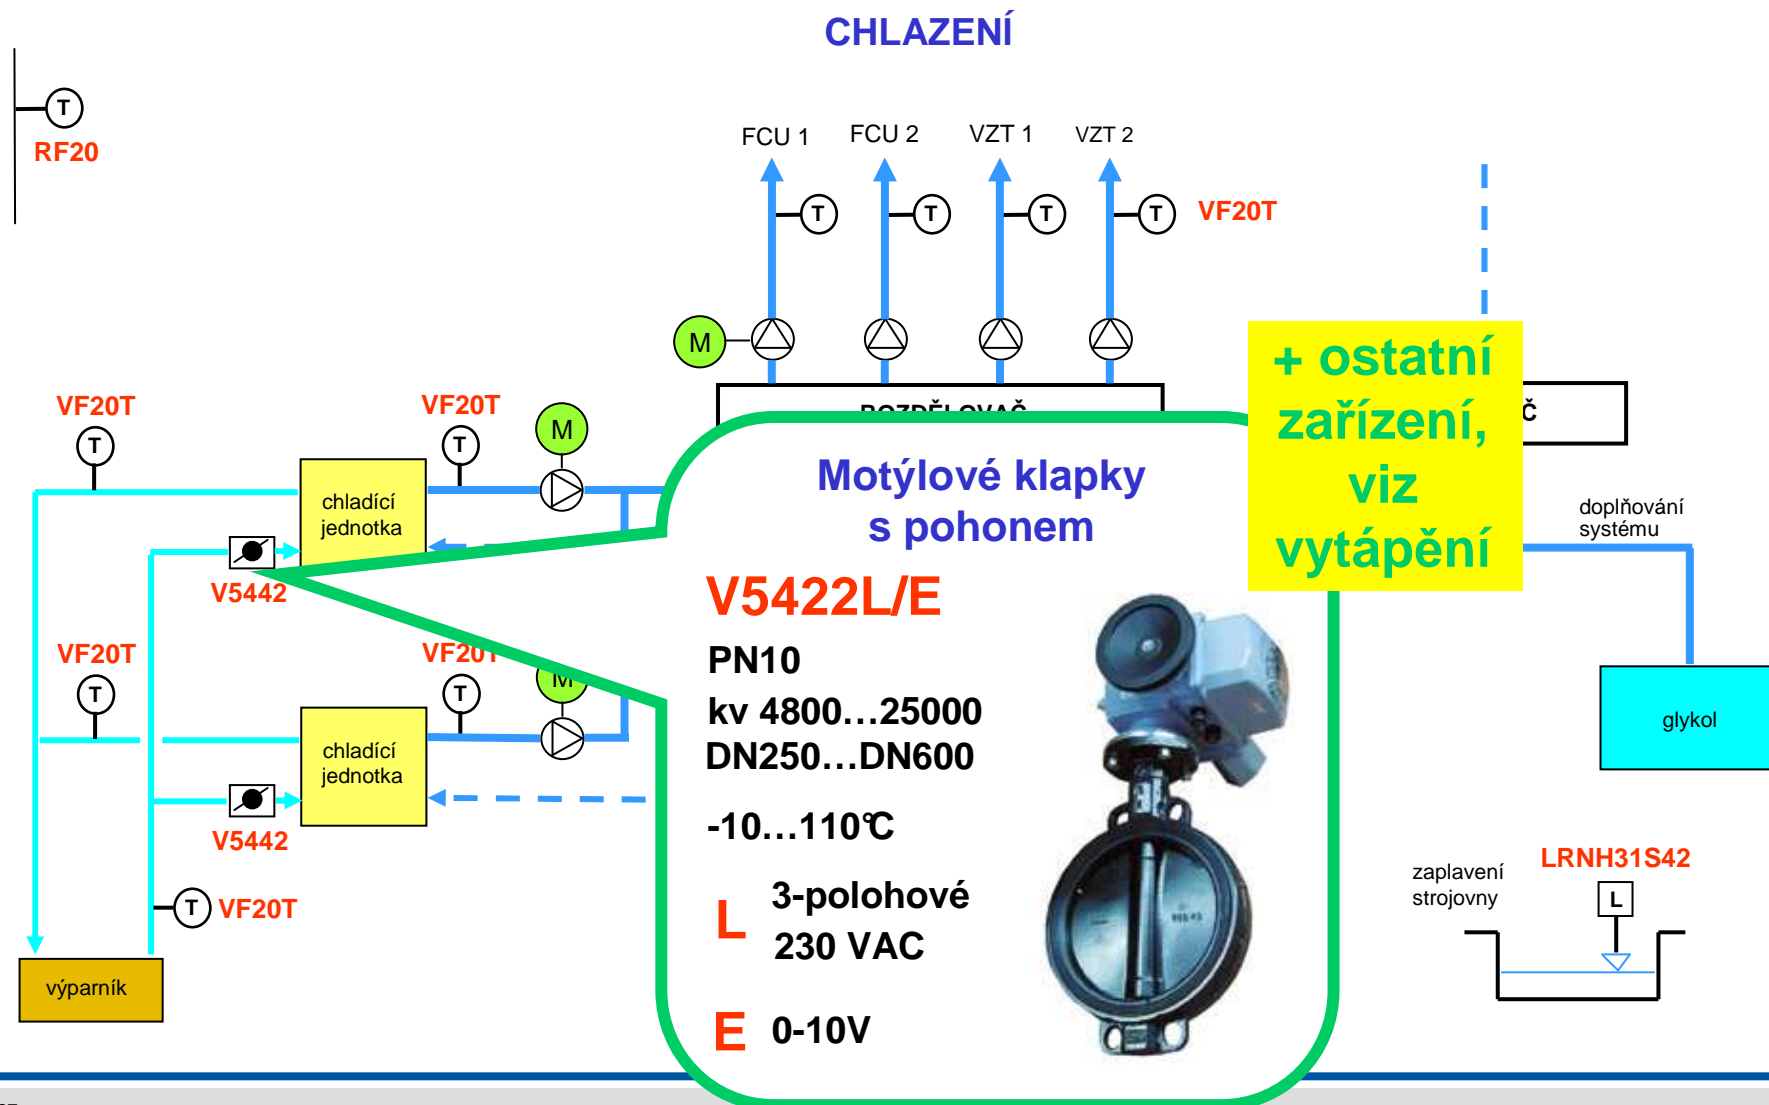 CHLAZENÍ
T
RF20
FCU 1
FCU 2
VZT 1
VZT 2
T
T
T
T
VF20T
M
+ ostatní
zařízení,
viz
vytápění
ROZDĚLOVAČ
Č
VF20T
T
VF20T
T
M
chladící
jednotka
V5442
Motýlové klapky
s pohonem
V5422L/E
PN10
kv 4800…25000
DN250…DN600
-10…110°C
L
3-polohové
230 VAC
E
0-10V
doplňování
systému
glykol
VF20T
T
VF20T
T
M
chladící
jednotka
V5442
T
VF20T
výparník
zaplavení
strojovny
LRNH31S42
L